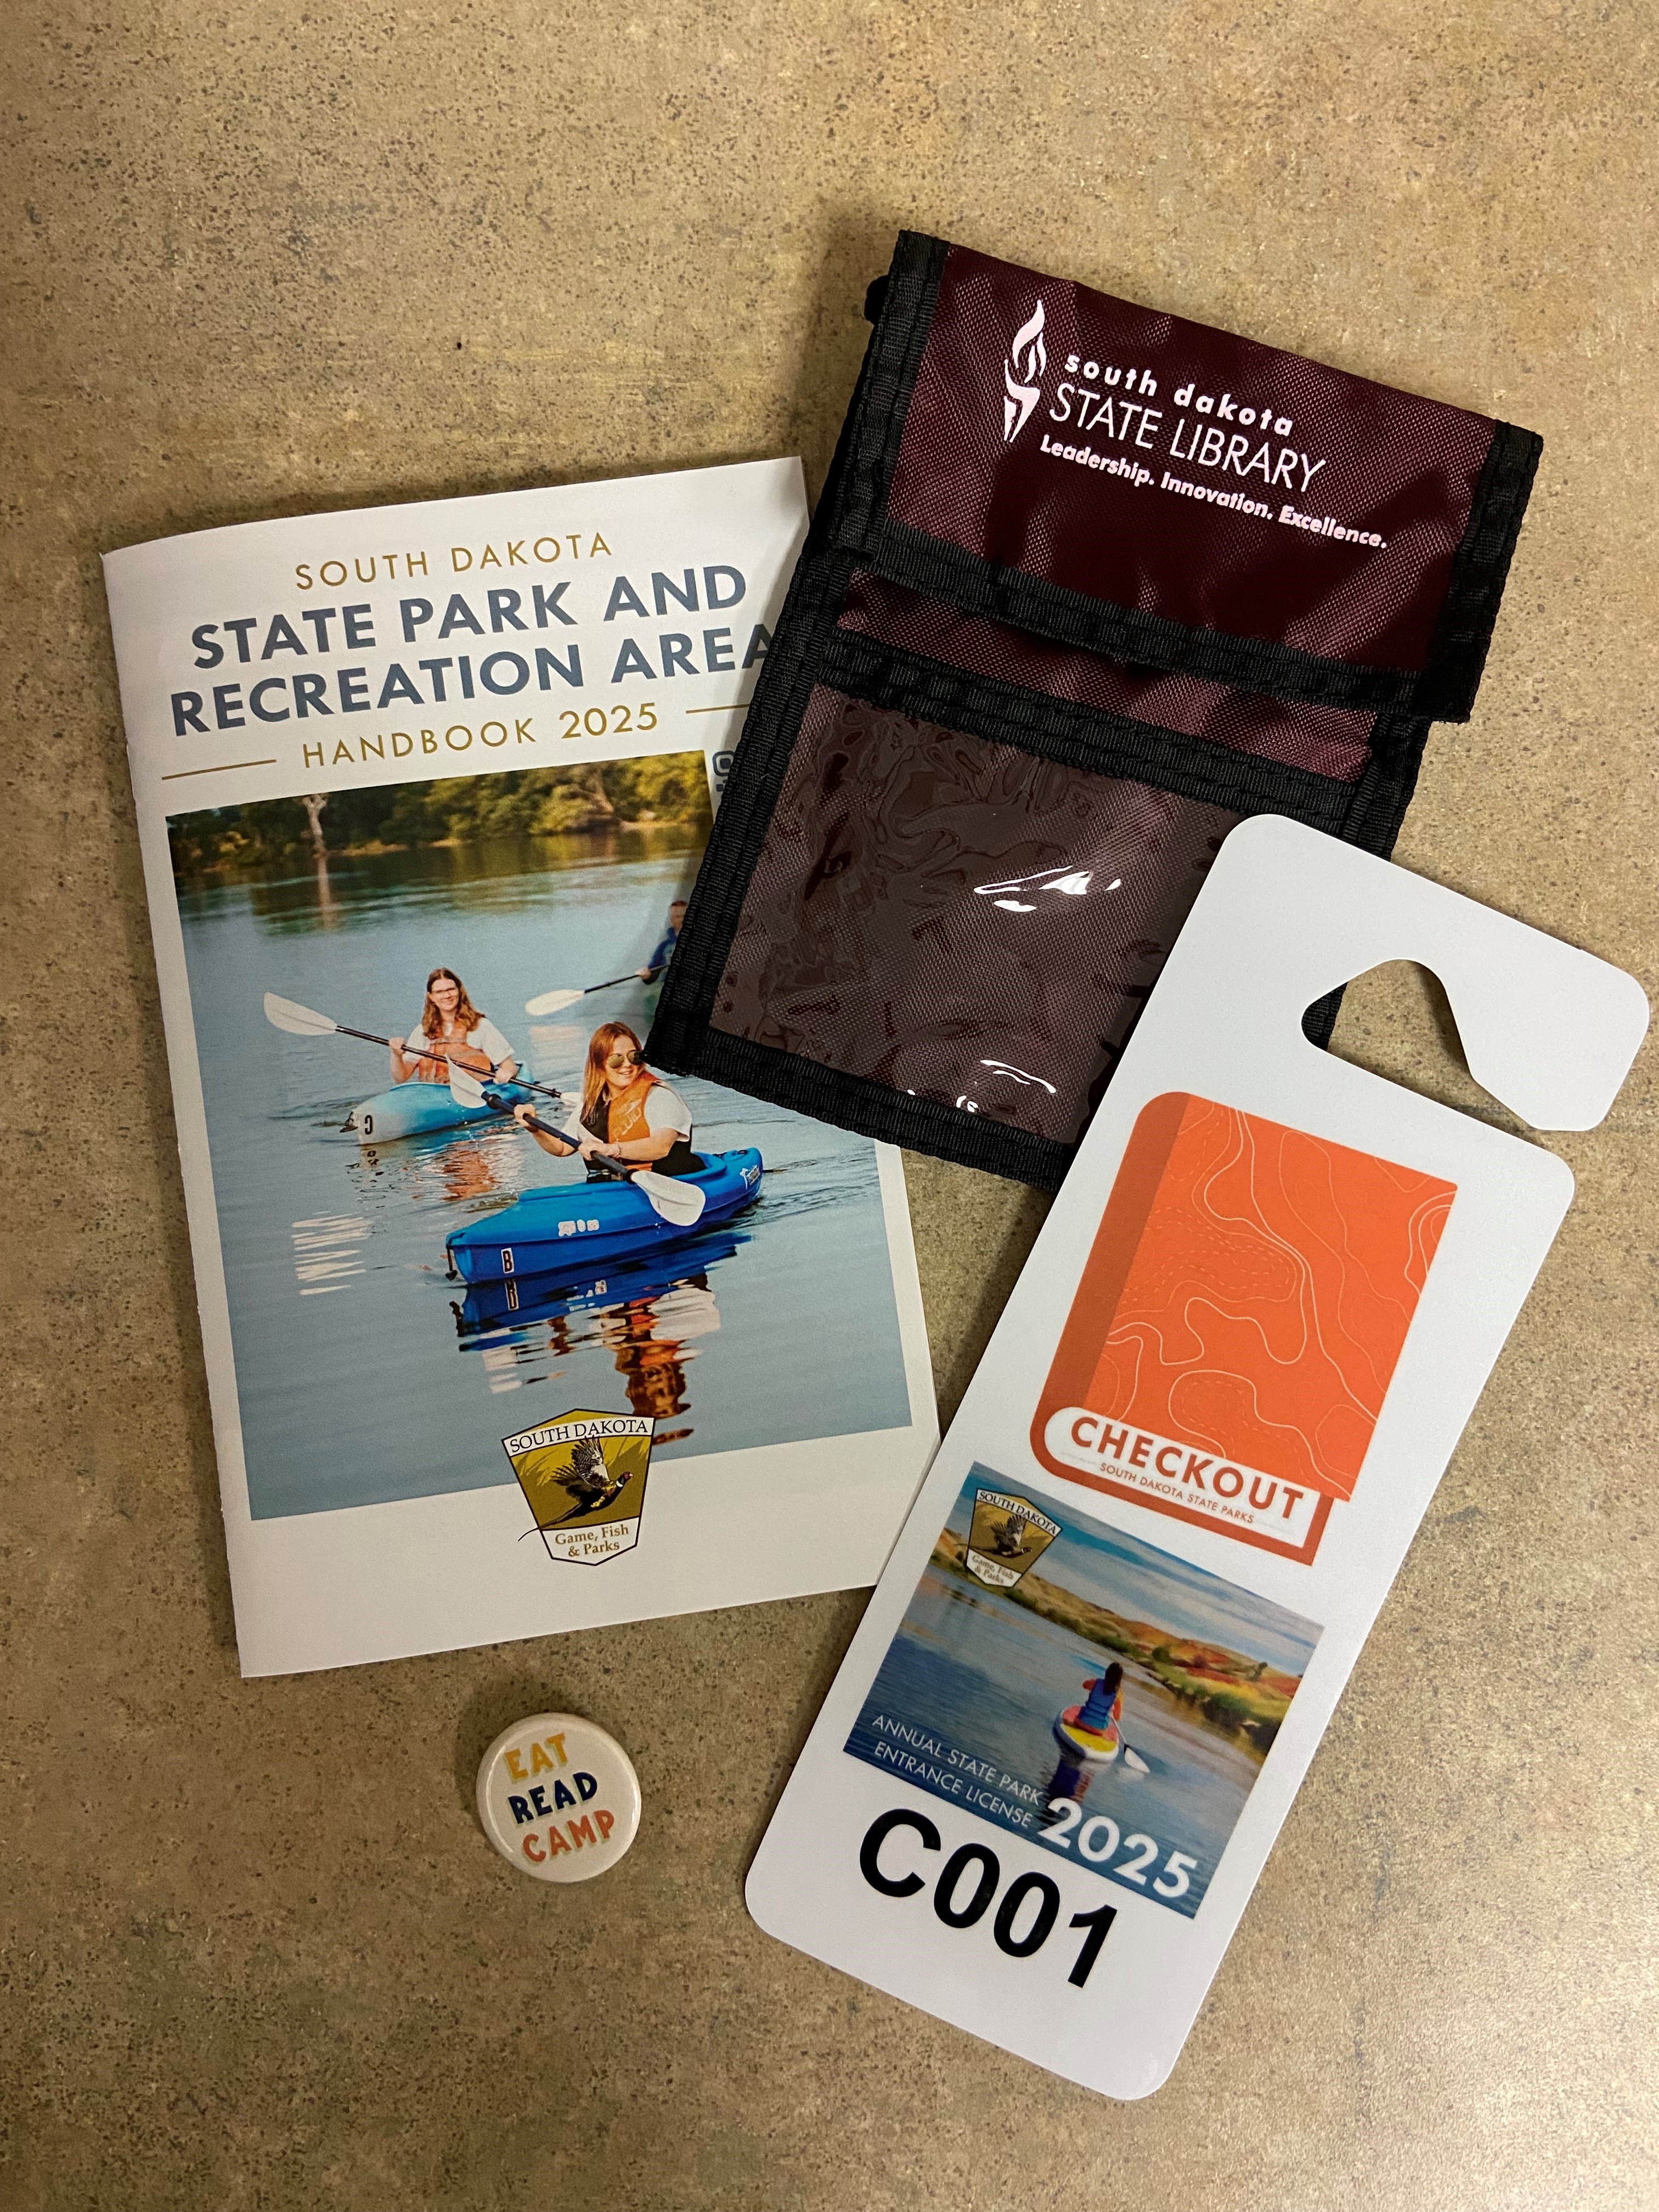 SOUTH DAKOTA
STATE PARK AND
RECREATION AREA
HANDBOOK 2025
B
SOUTH DAKOTA
Game, Fish
& Parks
south dakota
STATE LIBRARY
Leadership. Innovation. Excellence.
CHECKOUT
SOUTH DAKOTA STATE PARKS
SOUTH DAKOTA
Game, Fish
& Parks
ANNUAL STATE PARK
ENTRANCE LICENSE
2025
C001
EAT
READ
CAMP